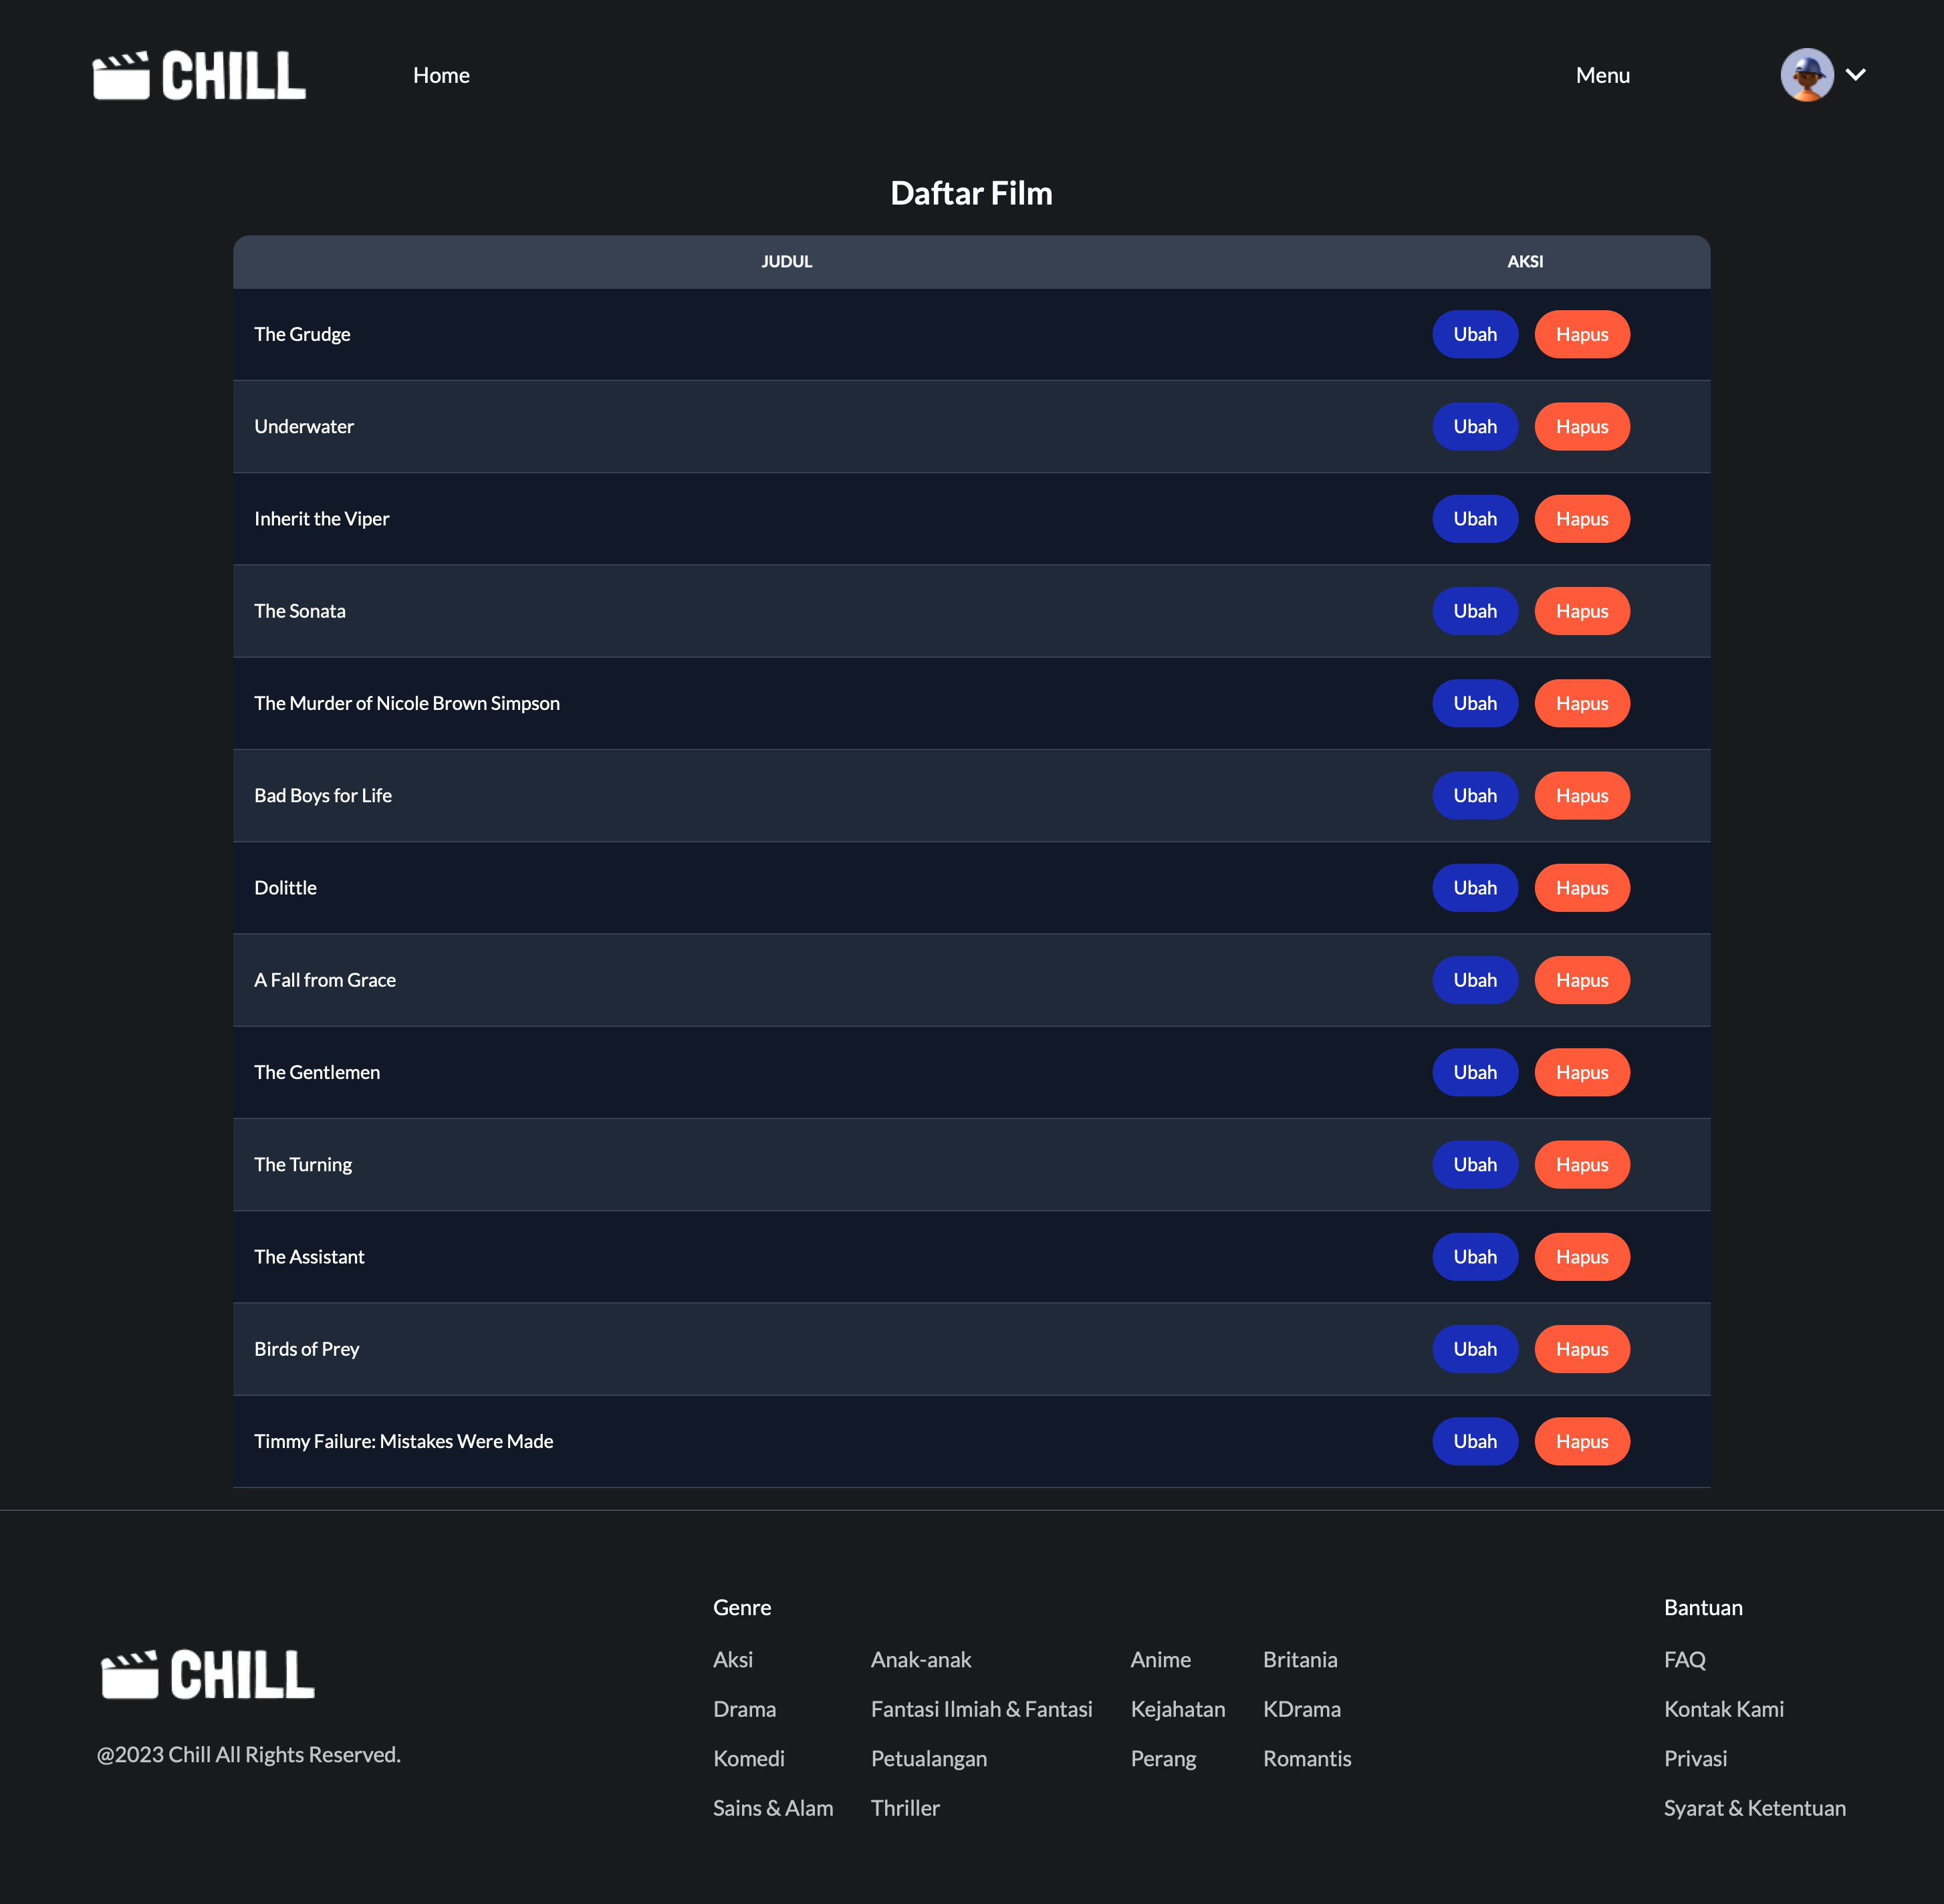 CHILL Home Menu
Daftar Film
JUDUL AKSI
The Grudge Ubah Hapus
Underwater Ubah Hapus
Inherit the Viper Ubah Hapus
The Sonata Ubah Hapus
The Murder of Nicole Brown Simpson Ubah Hapus
Bad Boys for Life Ubah Hapus
Dolittle Ubah Hapus
A Fall from Grace Ubah Hapus
The Gentlemen Ubah Hapus
The Turning Ubah Hapus
The Assistant Ubah Hapus
Birds of Prey Ubah Hapus
Timmy Failure: Mistakes Were Made Ubah Hapus
CHILL
@2023 Chill All Rights Reserved.
Genre
Aksi Anak-anak Anime Britania
Drama Fantasi Ilmiah & Fantasi Kejahatan KDrama
Komedi Petualangan Perang Romantis
Sains & Alam Thriller
Bantuan
FAQ
Kontak Kami
Privasi
Syarat & Ketentuan